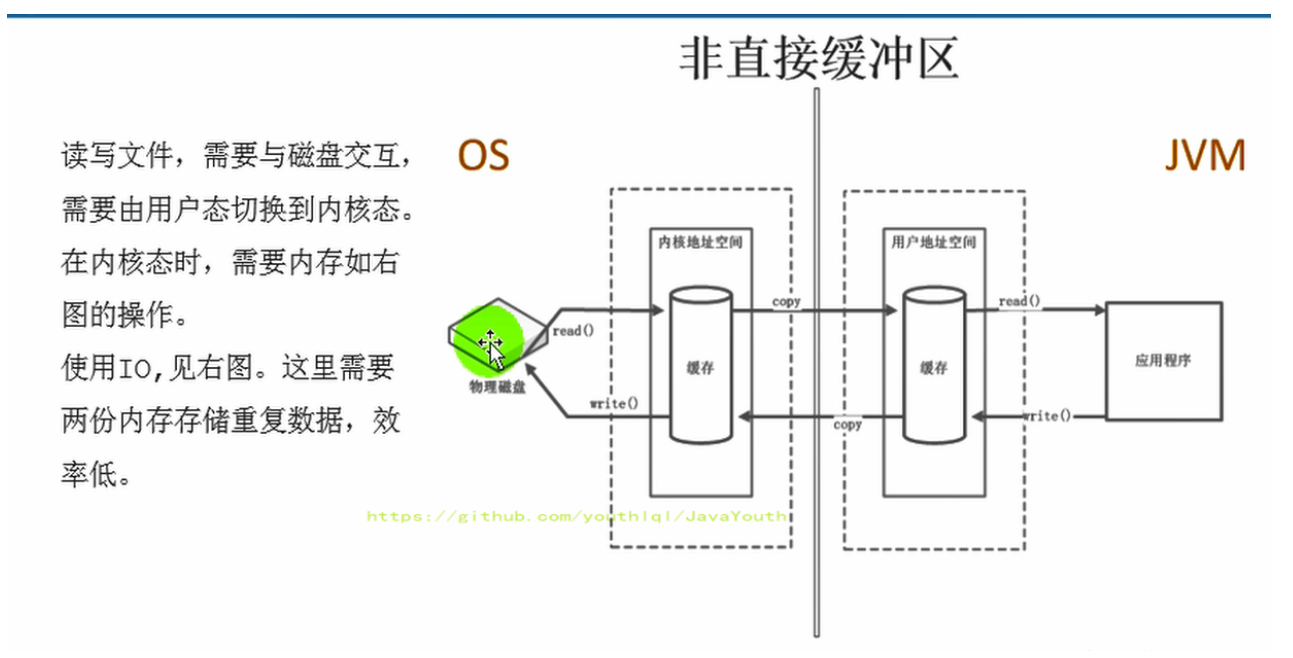 非直接缓冲区
读写文件，需要与磁盘交互，
需要由用户态切换到内核态。
在内核态时，需要内存如右
图的操作。
使用IO,见右图。这里需要
两份内存存储重复数据，效
率低。
OS
JVM
内核地址空间
用户地址空间
copy
read()
read()
缓存
缓存
应用程序
物理磁盘
write()
copy
write()
https://github.com/youthlql/JavaYouth